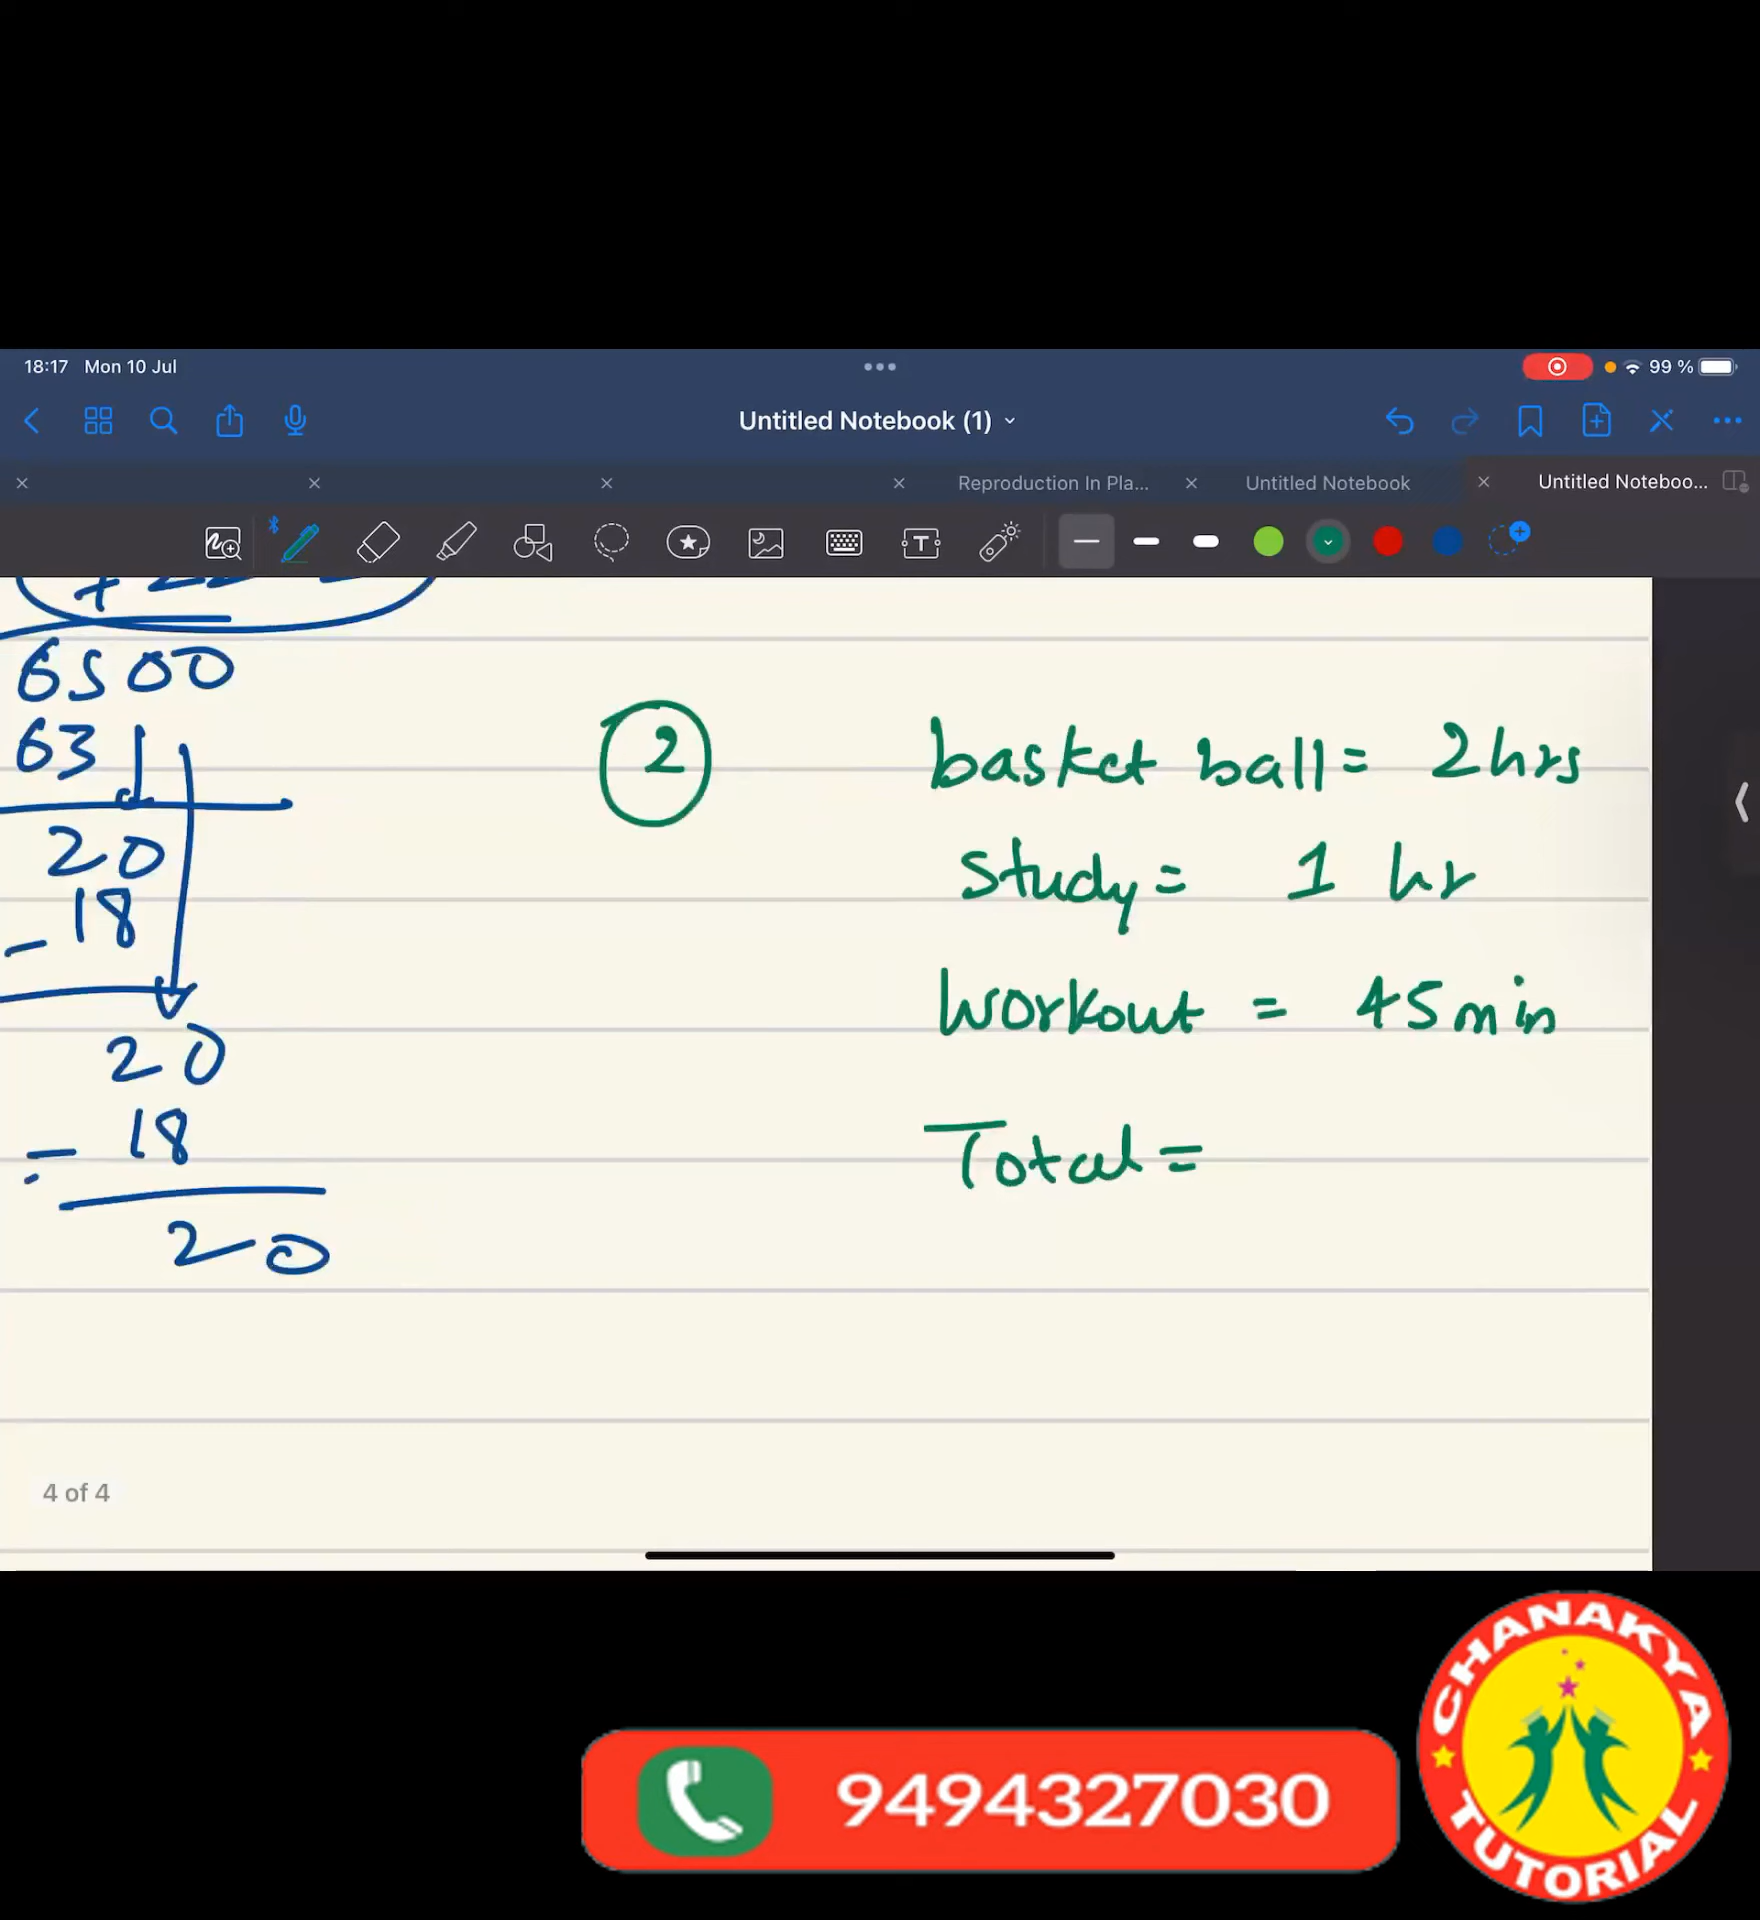 18:17 Mon 10 Jul
99 %
Untitled Notebook (1)
Reproduction In Pla...
Untitled Notebook
Untitled Noteboo...
T
6500
63
20
- 18
20
- 18
20
2
basket ball = 2hrs
study = 1 hr
Workout = 45min
Total =
4 of 4
9494327030
CHANAKYA
TUTORIAL